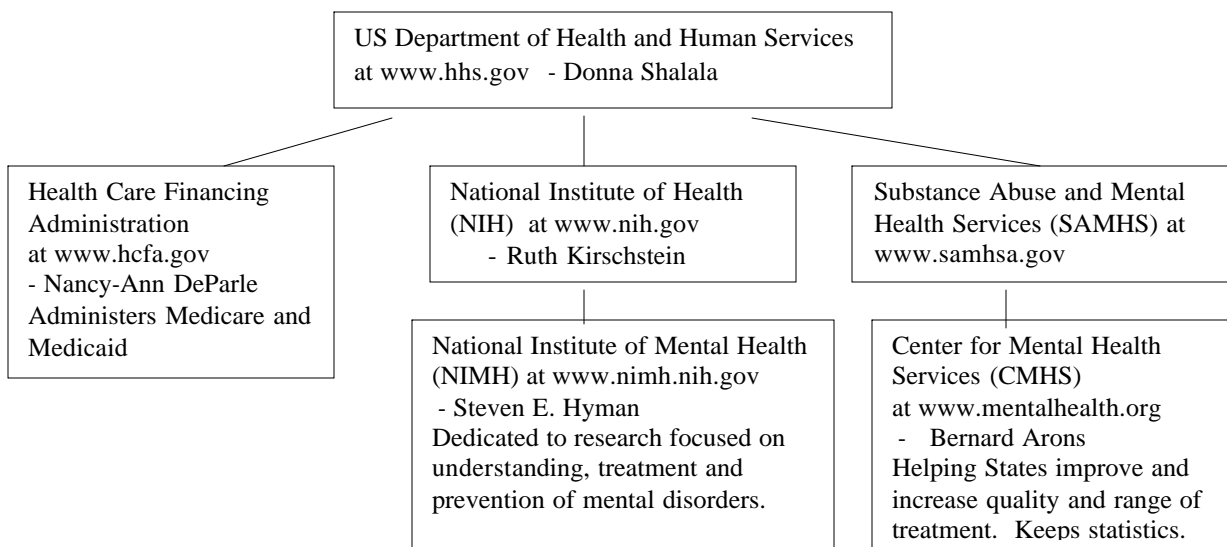 US Department of Health and Human Services
at www.hhs.gov - Donna Shalala
Health Care Financing
Administration
at www.hcfa.gov
- Nancy-Ann DeParle
Administers Medicare and
Medicaid
National Institute of Health
(NIH) at www.nih.gov
- Ruth Kirschstein
Substance Abuse and Mental
Health Services (SAMHS) at
www.samhsa.gov
National Institute of Mental Health
(NIMH) at www.nimh.nih.gov
- Steven E. Hyman
Dedicated to research focused on
understanding, treatment and
prevention of mental disorders.
Center for Mental Health
Services (CMHS)
at www.mentalhealth.org
- Bernard Arons
Helping States improve and
increase quality and range of
treatment. Keeps statistics.